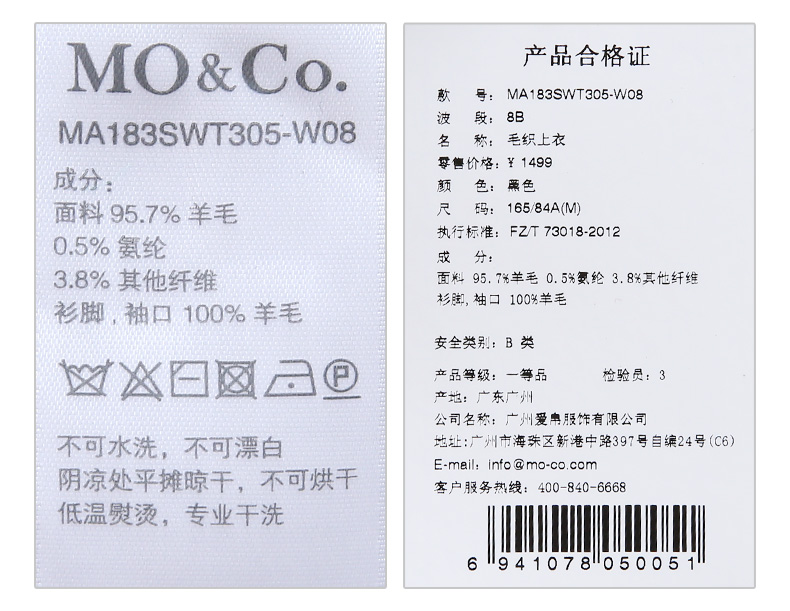 MO&Co.
MA183SWT305-W08
成分：
面料 95.7% 羊毛
0.5% 氨纶
3.8% 其他纤维
衫脚，袖口 100% 羊毛
P
不可水洗，不可漂白
阴凉处平摊晾干，不可烘干
低温熨烫，专业干洗
产品合格证
款 号：MA183SWT305-W08
波 段：8B
名 称：毛织上衣
零售价格：¥ 1499
颜 色：黑色
尺 码：165/84A(M)
执行标准：FZ/T 73018-2012
成 分：
面料 95.7%羊毛 0.5%氨纶 3.8%其他纤维
衫脚,袖口 100%羊毛
安全类别：B 类
产品等级：一等品 检验员：3
产地：广东广州
公司名称：广州爱帛服饰有限公司
地址:广州市海珠区新港中路397号自编24号(C6)
E-mail：info@mo-co.com
客户服务热线：400-840-6668
6 941078 050051